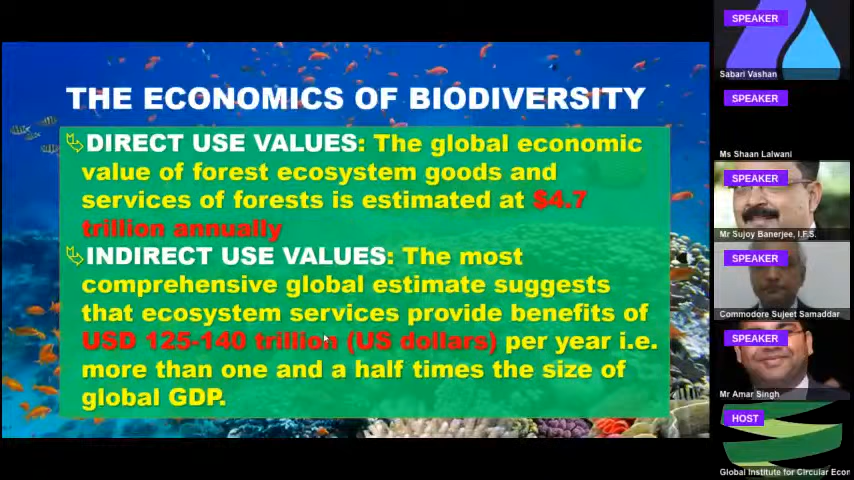 THE ECONOMICS OF BIODIVERSITY
DIRECT USE VALUES: The global economic
value of forest ecosystem goods and
services of forests is estimated at $4.7
trillion annually
INDIRECT USE VALUES: The most
comprehensive global estimate suggests
that ecosystem services provide benefits of
USD 125-140 trillion (US dollars) per year i.e.
more than one and a half times the size of
global GDP.
SPEAKER
Sabari Vashan
SPEAKER
Ms Shaan Lalwani
SPEAKER
Mr Sujoy Banerjee, I.F.S.
SPEAKER
Commodore Sujeet Samaddar
SPEAKER
Mr Amar Singh
HOST
Global Institute for Circular Econ